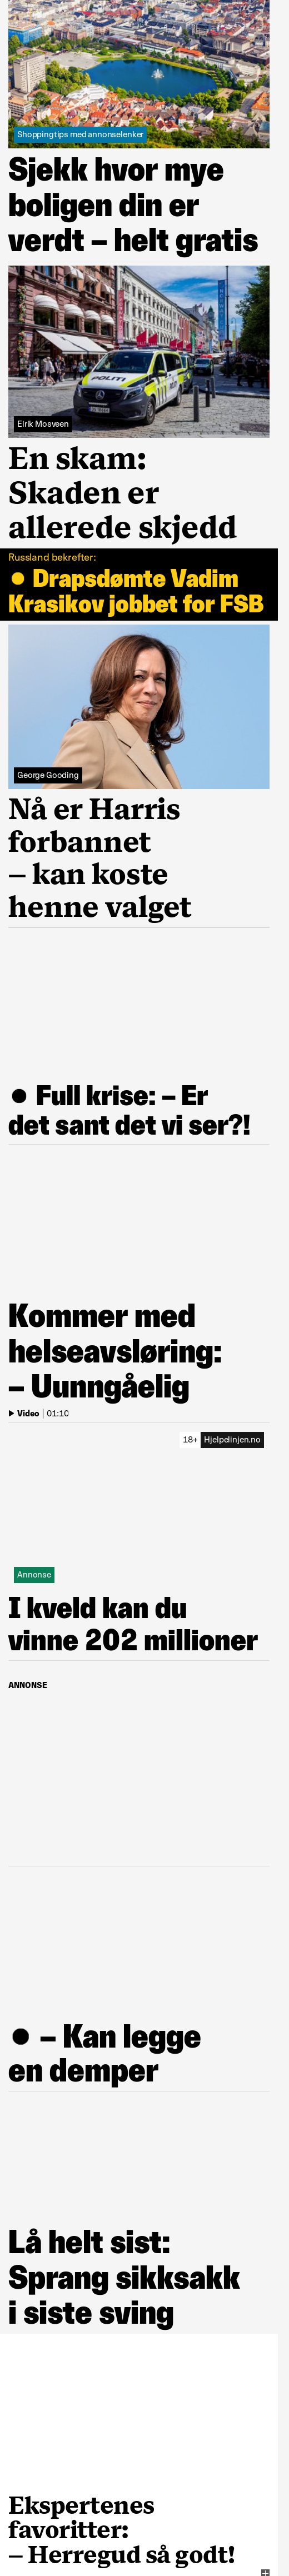 Shoppingtips med annonselenker
Sjekk hvor mye
boligen din er
verdt – helt gratis
POLITI
Eirik Mosveen
En skam:
Skaden er
allerede skjedd
Russland bekrefter:
● Drapsdømte Vadim
Krasikov jobbet for FSB
George Gooding
Nå er Harris
forbannet
– kan koste
henne valget
● Full krise: – Er
det sant det vi ser?!
Kommer med
helseavsløring:
– Uunngåelig
Video | 01:10
18+ Hjelpelinjen.no
Annonse
I kveld kan du
vinne 202 millioner
ANNONSE
● – Kan legge
en demper
Lå helt sist:
Sprang sikksakk
i siste sving
Ekspertenes
favoritter:
– Herregud så godt!